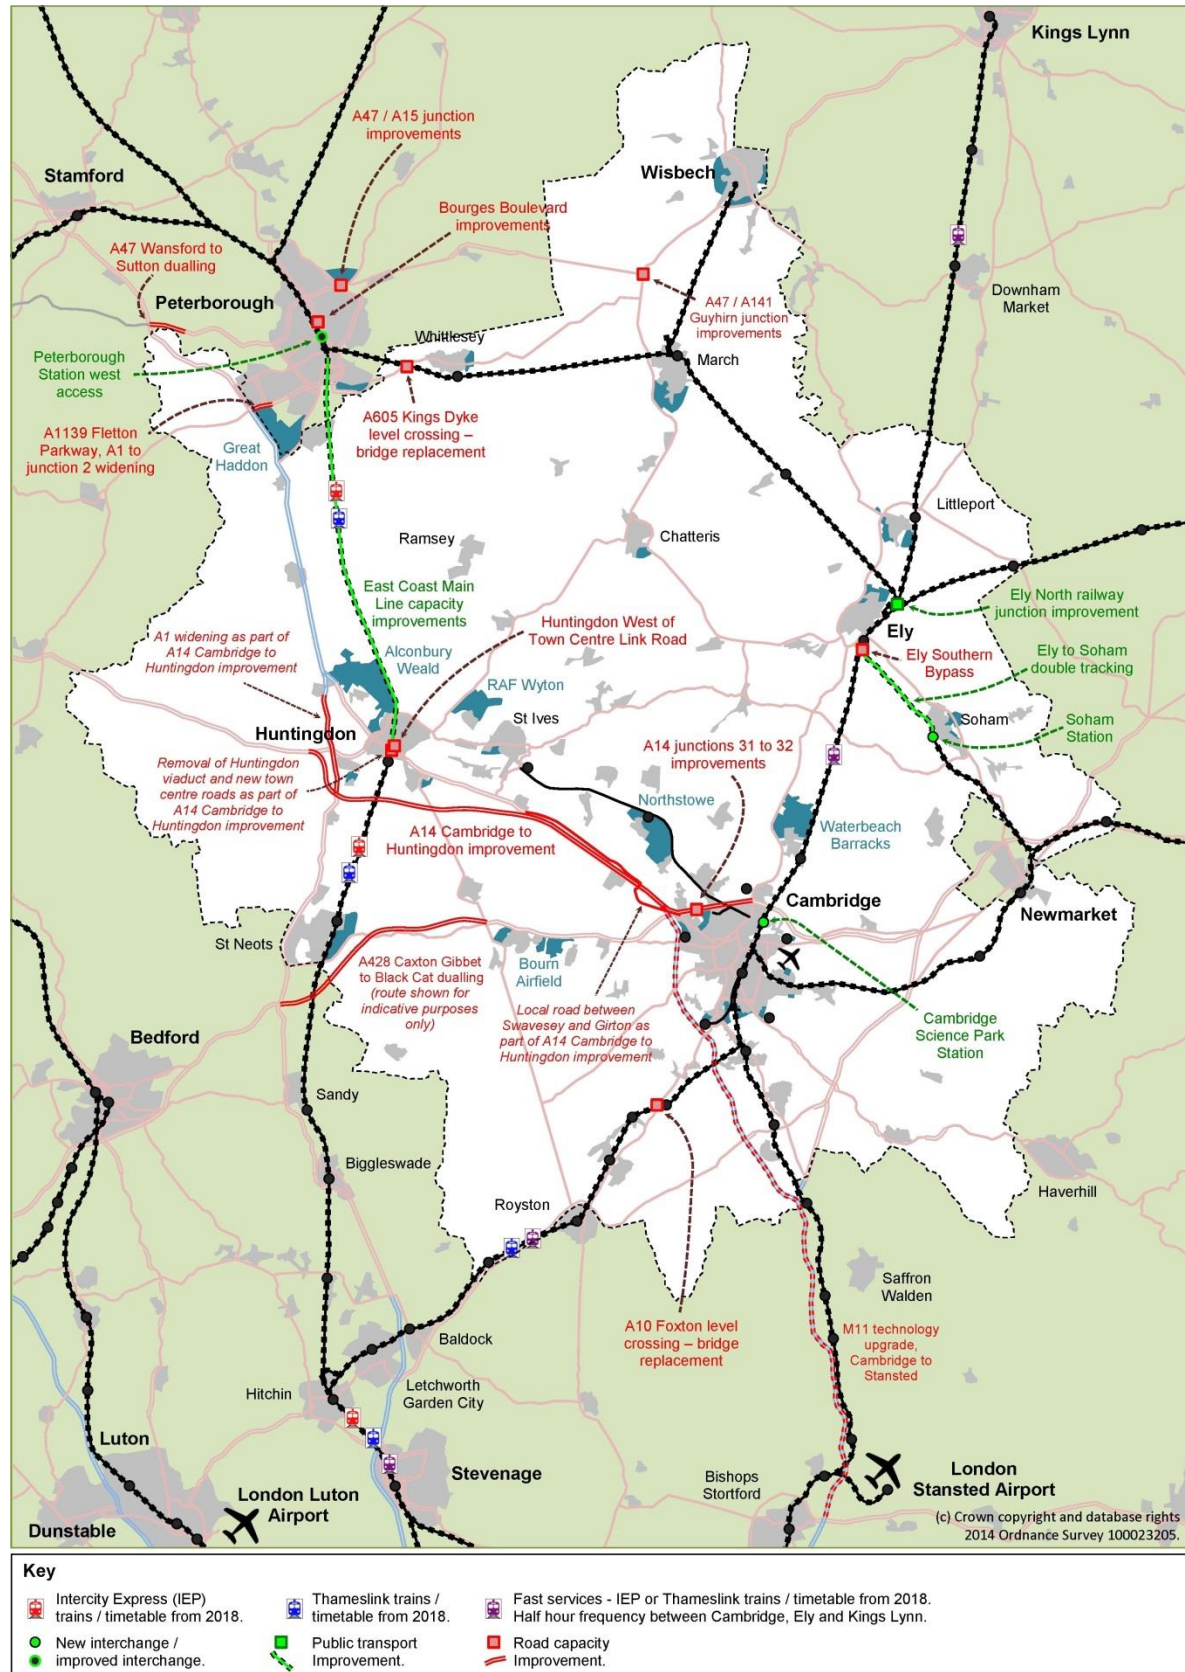 Kings Lynn
A47 / A15 junction
improvements
Wisbech
Stamford
Bourges Boulevard
improvements
A47 Wansford to
Sutton dualling
Peterborough
Downham
Market
A47 / A141
Guyhirn junction
improvements
Whittlesey
March
Peterborough
Station west
access
A605 Kings Dyke
level crossing –
bridge replacement
A1139 Fletton
Parkway, A1 to
junction 2 widening
Great
Haddon
Littleport
Chatteris
Ramsey
East Coast Main
Line capacity
improvements
Ely North railway
junction improvement
Ely
Huntingdon West of
Town Centre Link Road
A1 widening as part of
A14 Cambridge to
Huntingdon improvement
Alconbury
Weald
Ely Southern
Bypass
Ely to Soham
double tracking
RAF Wyton
St Ives
Soham
Soham
Station
Huntingdon
A14 junctions 31 to 32
improvements
Removal of Huntingdon
viaduct and new town
centre roads as part of
A14 Cambridge to
Huntingdon improvement
Northstowe
Waterbeach
Barracks
A14 Cambridge to
Huntingdon improvement
Cambridge
Newmarket
St Neots
A428 Caxton Gibbet
to Black Cat dualling
(route shown for
indicative purposes
only)
Bourn
Airfield
Local road between
Swavesey and Girton as
part of A14 Cambridge to
Huntingdon improvement
Cambridge
Science Park
Station
Bedford
Sandy
Biggleswade
Haverhill
Royston
Saffron
Walden
A10 Foxton level
crossing – bridge
replacement
M11 technology
upgrade,
Cambridge to
Stansted
Baldock
Hitchin
Letchworth
Garden City
Luton
Stevenage
Bishops
Stortford
London
Stansted Airport
London Luton
Airport
Dunstable
(c) Crown copyright and database rights
2014 Ordnance Survey 100023205.
Key
Intercity Express (IEP)
trains / timetable from 2018.
Thameslink trains /
timetable from 2018.
Fast services - IEP or Thameslink trains / timetable from 2018.
Half hour frequency between Cambridge, Ely and Kings Lynn.
New interchange /
improved interchange.
Public transport
Improvement.
Road capacity
Improvement.